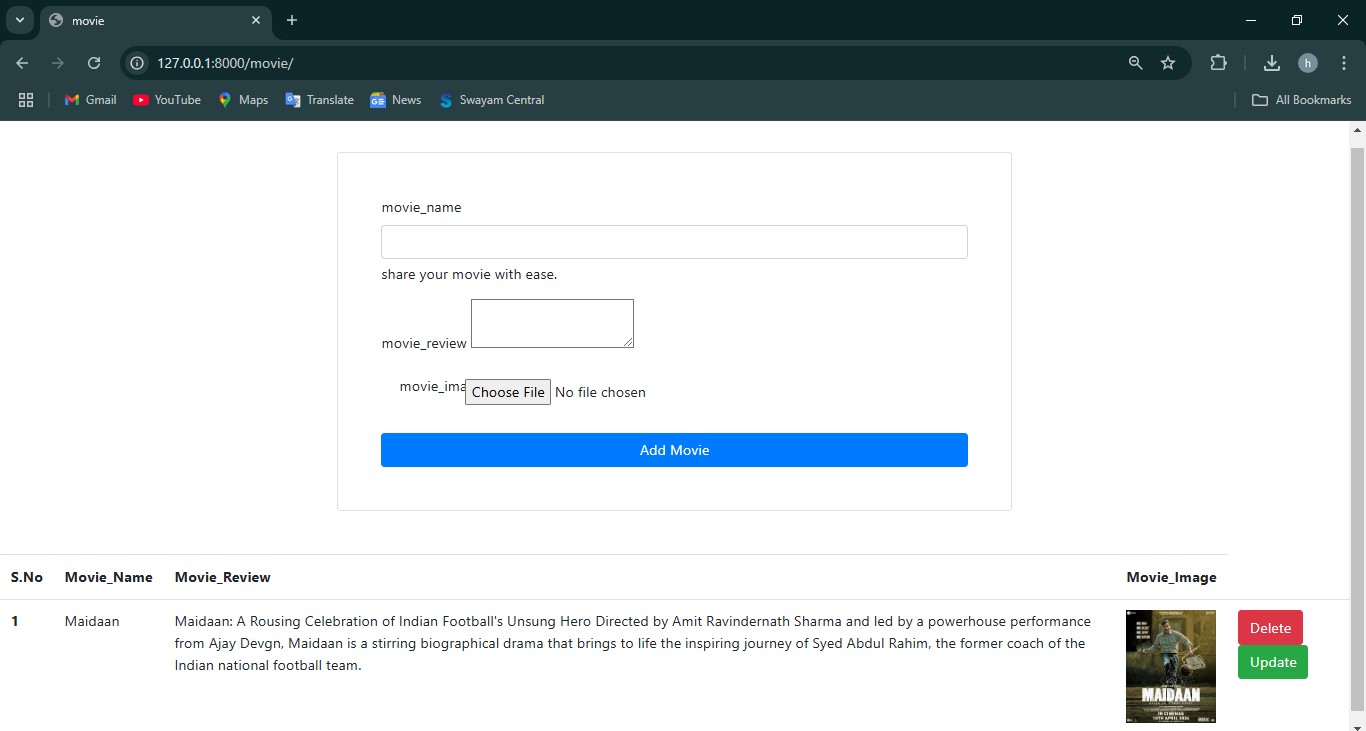 movie
127.0.0.1:8000/movie/
h
Gmail YouTube Maps Translate News Swayam Central All Bookmarks
movie_name
share your movie with ease.
movie_review
movie_ima Choose File No file chosen
Add Movie
S.No Movie_Name Movie_Review Movie_Image
1 Maidaan Maidaan: A Rousing Celebration of Indian Football's Unsung Hero Directed by Amit Ravindernath Sharma and led by a powerhouse performance
from Ajay Devgn, Maidaan is a stirring biographical drama that brings to life the inspiring journey of Syed Abdul Rahim, the former coach of the
Indian national football team.
Delete
Update
MAIDAAN
IN CINEMAS